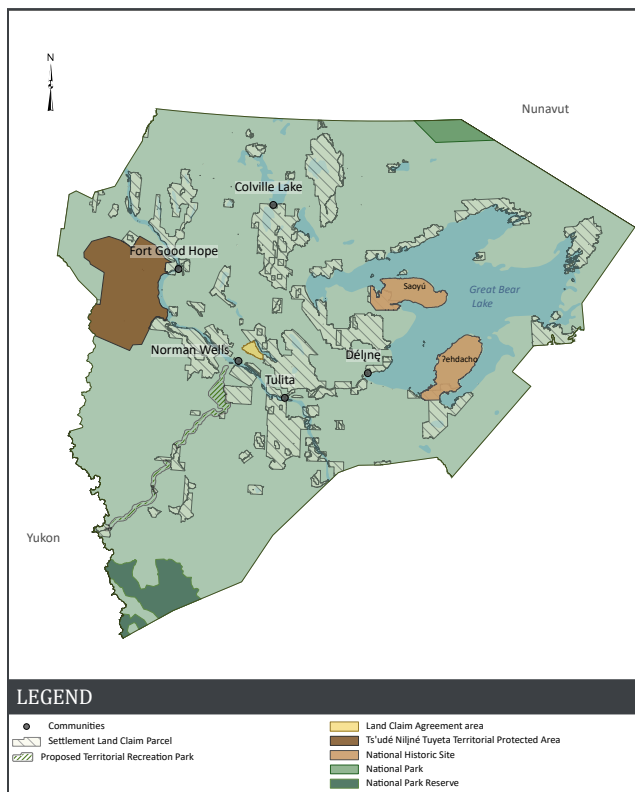 N
Nunavut
Colville Lake
Fort Good Hope
Saoyú
Great Bear
Lake
Norman Wells
Délı̨nę
ʔehdacho
Tulita
Yukon
LEGEND
Communities
Settlement Land Claim Parcel
Proposed Territorial Recreation Park
Land Claim Agreement area
Ts'udé Nilįné Tuyeta Territorial Protected Area
National Historic Site
National Park
National Park Reserve